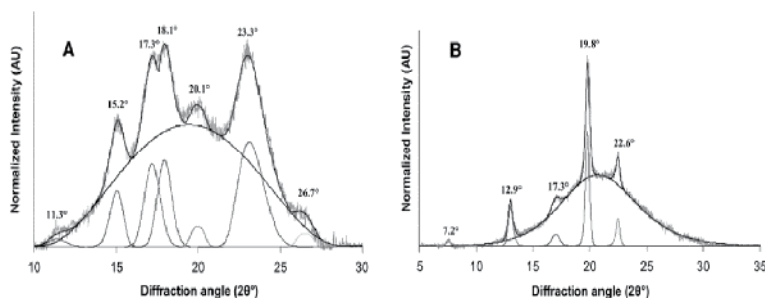 A
Normalized Intensity (AU)
11.3°
15.2°
17.3°
18.1°
20.1°
23.3°
26.7°
10 15 20 25 30
Diffraction angle (2θ°)
B
Normalized Intensity (AU)
7.2°
12.9°
17.3°
19.8°
22.6°
5 10 15 20 25 30 35
Diffraction angle (2θ°)